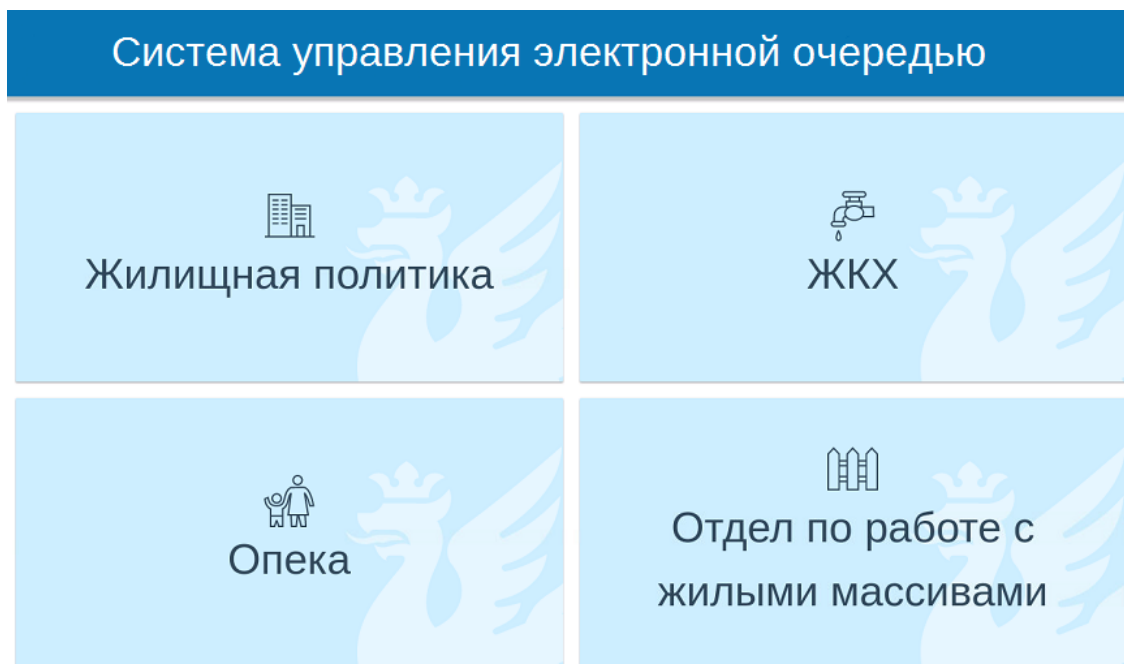 Система управления электронной очередью
Жилищная политика
ЖКХ
Опека
Отдел по работе с
жилыми массивами